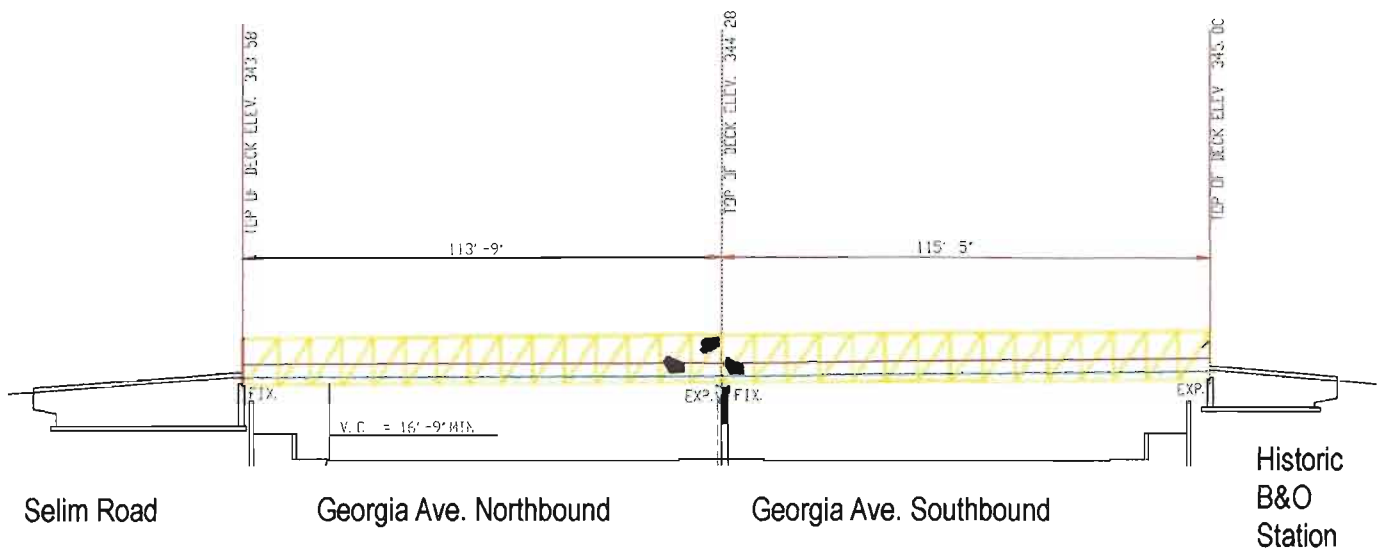 TOP OF DECK ELEV. 343 58
TOP OF DECK ELEV. 344 28
TOP OF DECK ELEV 345 00
113'-9"
115' 5"
FIX.
EXP.
FIX.
EXP.
V.C. = 16'-9" MIN.
Selim Road
Georgia Ave. Northbound
Georgia Ave. Southbound
Historic
B&O
Station